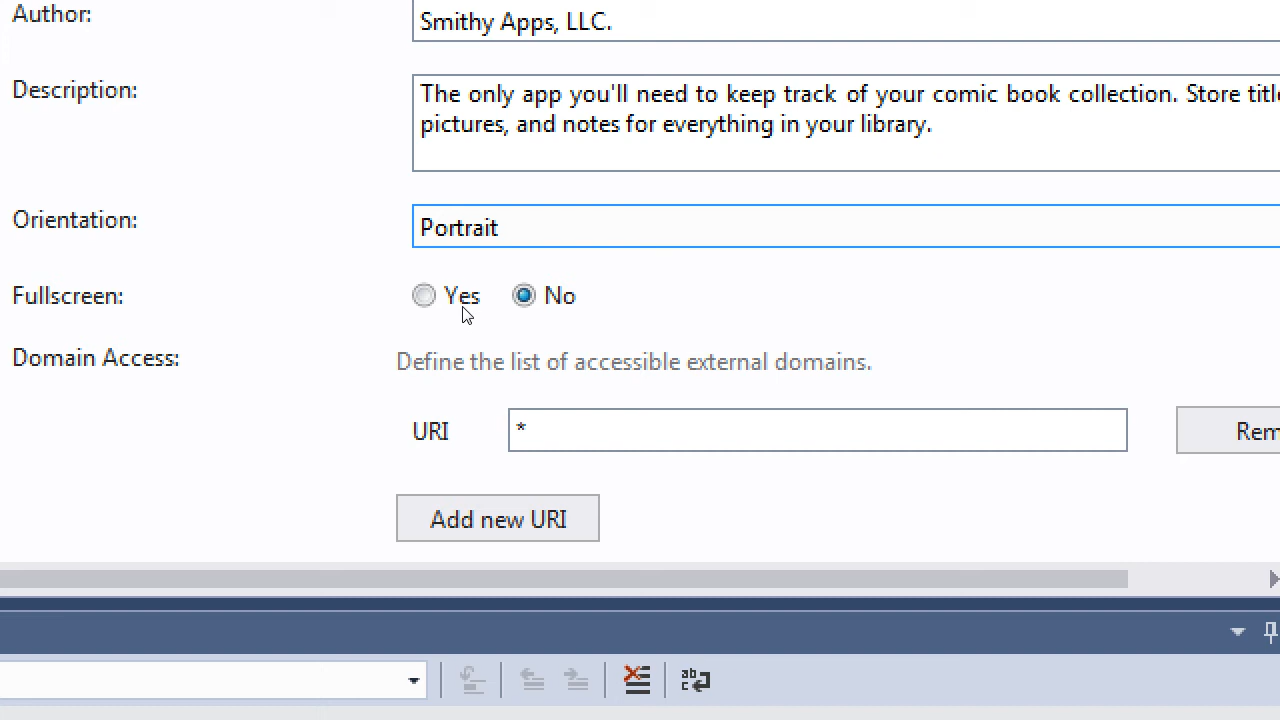 Author:
Smithy Apps, LLC.
Description:
The only app you'll need to keep track of your comic book collection. Store
pictures, and notes for everything in your library.
Orientation:
Portrait
Fullscreen:
Yes
No
Domain Access:
Define the list of accessible external domains.
URI
*
Add new URI